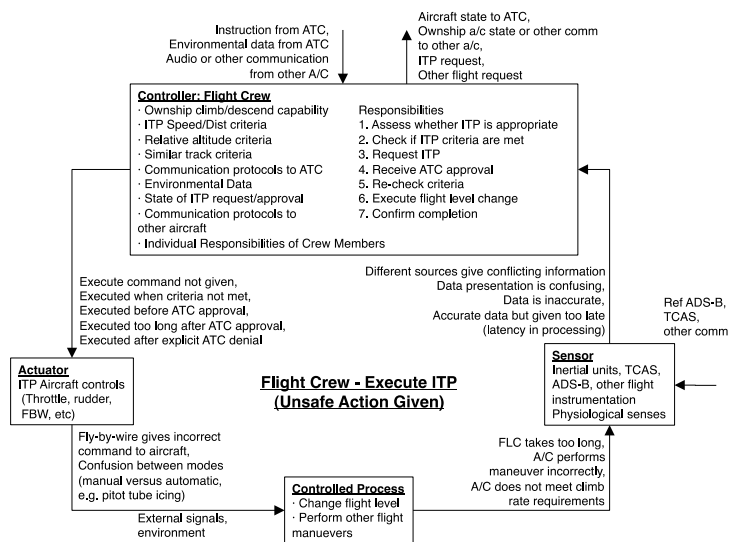 Instruction from ATC,
Environmental data from ATC
Audio or other communication
from other A/C
Aircraft state to ATC,
Ownship a/c state or other comm
to other a/c,
ITP request,
Other flight request
Controller: Flight Crew
· Ownship climb/descend capability
· ITP Speed/Dist criteria
· Relative altitude criteria
· Similar track criteria
· Communication protocols to ATC
· Environmental Data
· State of ITP request/approval
· Communication protocols to
other aircraft
· Individual Responsibilities of Crew Members
Responsibilities
1. Assess whether ITP is appropriate
2. Check if ITP criteria are met
3. Request ITP
4. Receive ATC approval
5. Re-check criteria
6. Execute flight level change
7. Confirm completion
Execute command not given,
Executed when criteria not met,
Executed before ATC approval,
Executed too long after ATC approval,
Executed after explicit ATC denial
Different sources give conflicting information
Data presentation is confusing,
Data is inaccurate,
Accurate data but given too late
(latency in processing)
Ref ADS-B,
TCAS,
other comm
Actuator
ITP Aircraft controls
(Throttle, rudder,
FBW, etc)
Flight Crew - Execute ITP
(Unsafe Action Given)
Sensor
Inertial units, TCAS,
ADS-B, other flight
instrumentation
Physiological senses
Fly-by-wire gives incorrect
command to aircraft,
Confusion between modes
(manual versus automatic,
e.g. pitot tube icing)
External signals,
environment
Controlled Process
· Change flight level
· Perform other flight
manuevers
FLC takes too long,
A/C performs
maneuver incorrectly,
A/C does not meet climb
rate requirements